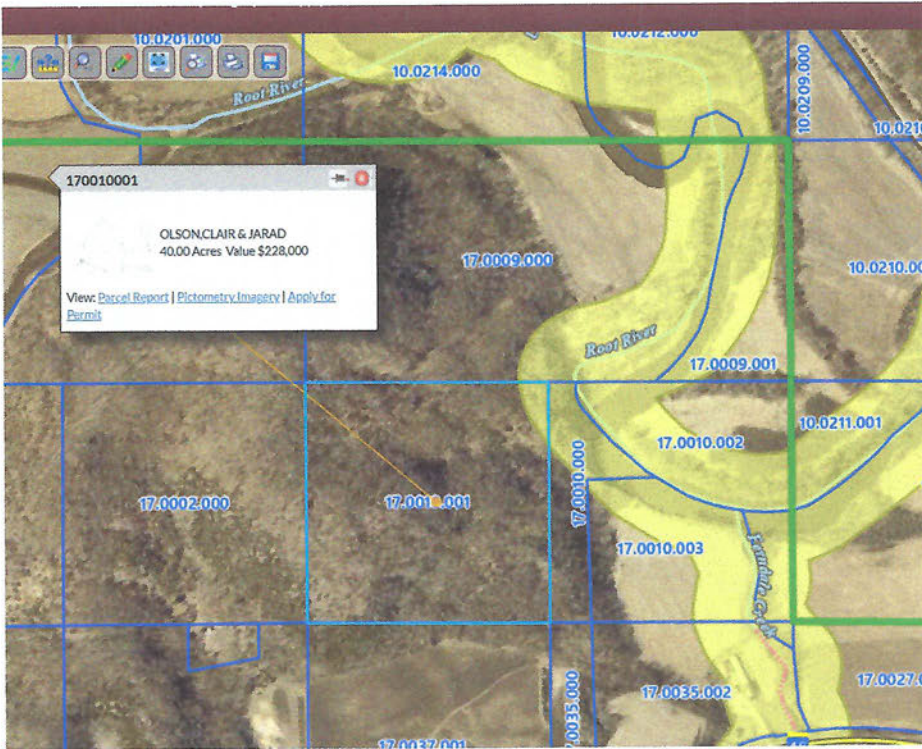 10.0201.000
10.0212.000
10.0214.000
10.0209.000
Root River
170010001
OLSON,CLAIR & JARAD
40.00 Acres Value $228,000
View: Parcel Report | Pictometry Imagery | Apply for
Permit
17.0009.000
10.0210.00
Root River
17.0009.001
10.0211.001
17.0010.002
17.0002.000
17.0010.000
17.0010.003
17.0035.002
17.0027.0
17.0035.000
17.0037.001